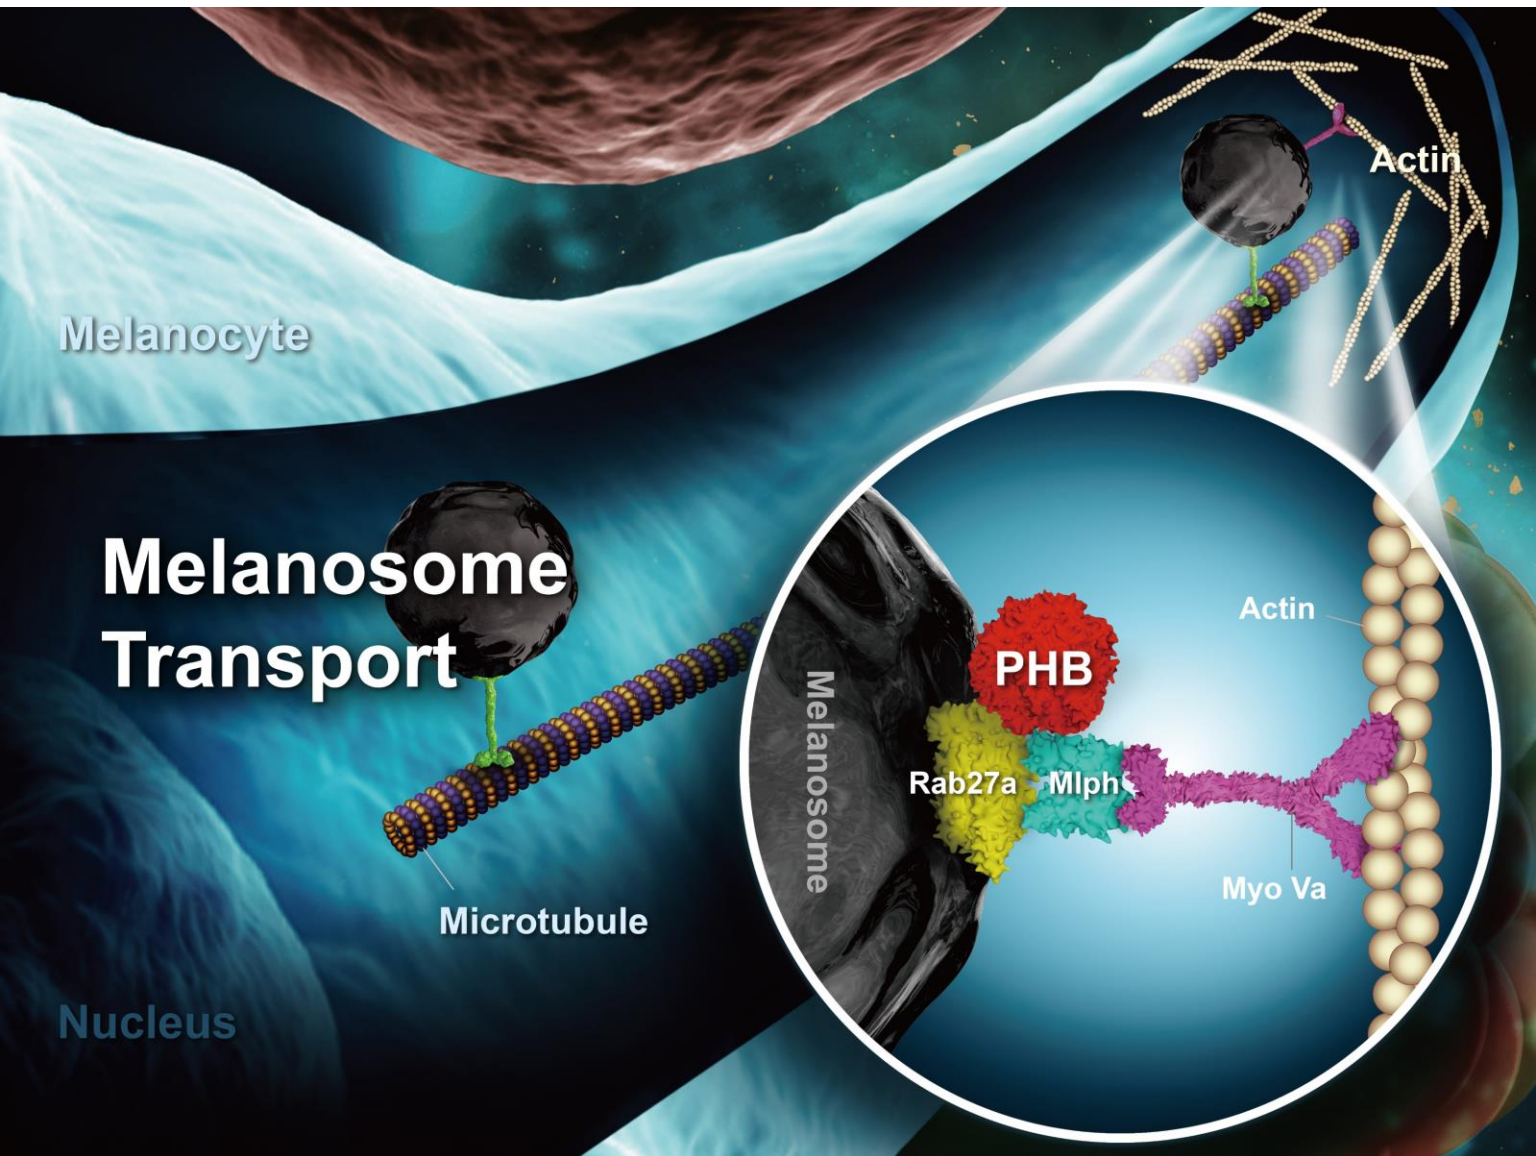 Actin
Melanocyte
Melanosome
Transport
Microtubule
Nucleus
Actin
PHB
Melanosome
Rab27a
Mlph
Myo Va